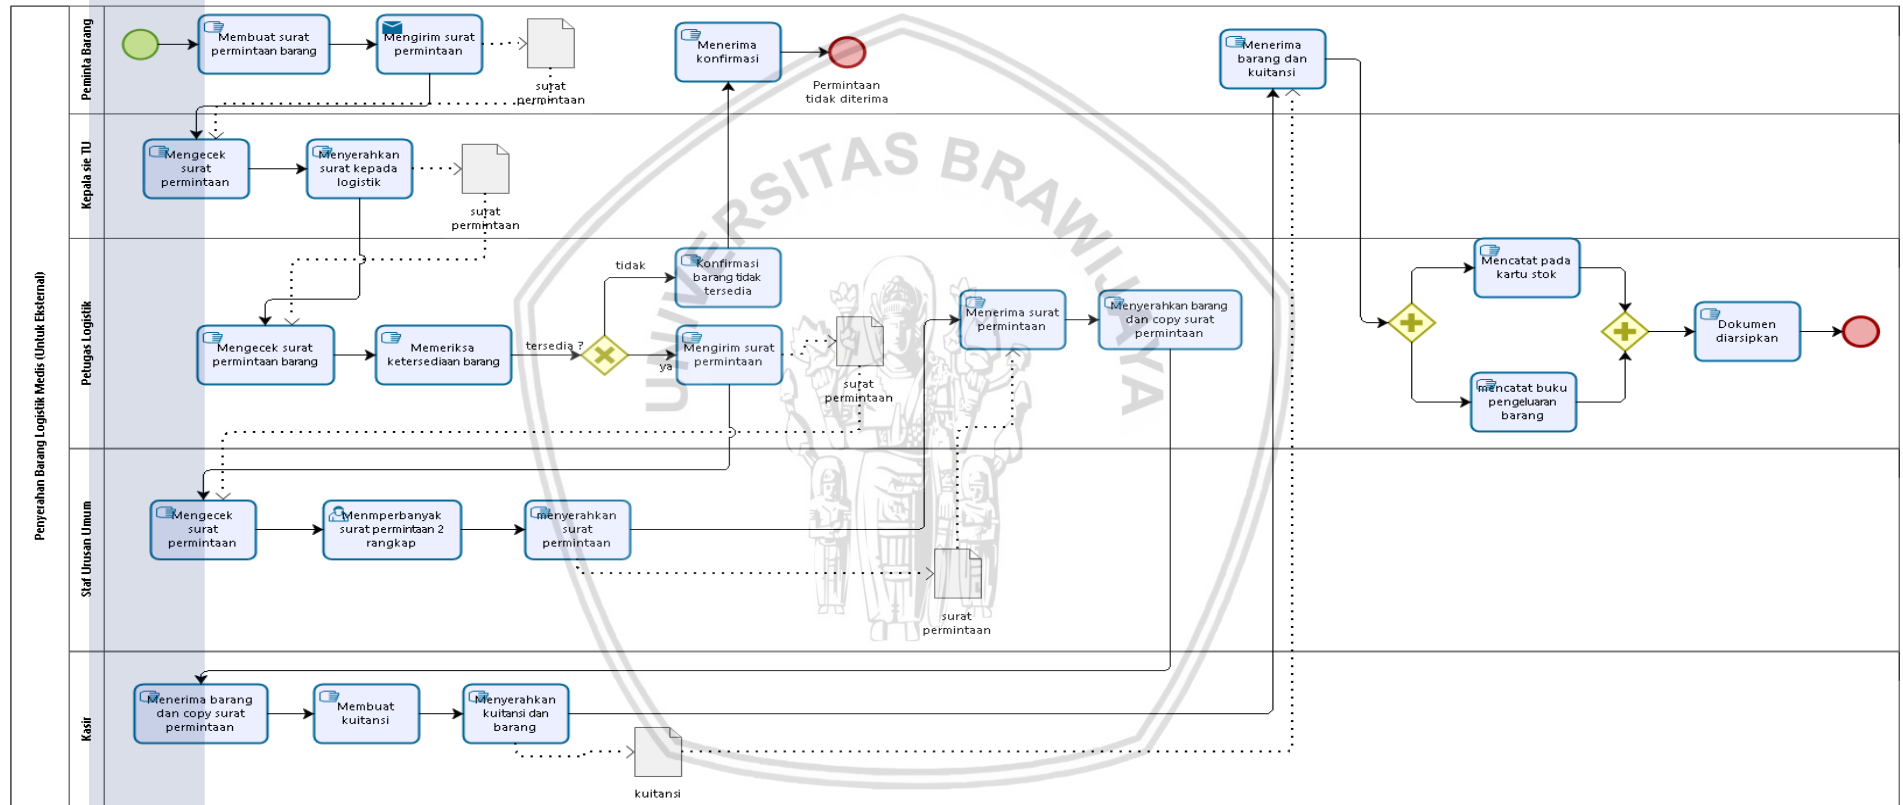 Penyerahan Barang Logistik Medis (Untuk Eksternal)
Peminta Barang
Membuat surat
permintaan barang
Mengirim surat
permintaan
surat
permintaan
Menerima
konfirmasi
Permintaan
tidak diterima
Menerima
barang dan
kuitansi
Kepala sie TU
Mengecek
surat
permintaan
Menyerahkan
surat kepada
logistik
surat
permintaan
UNIVERSITAS BRAWIJAYA
Petugas Logistik
Mengecek surat
permintaan barang
Memeriksa
ketersediaan barang
tersedia ?
tidak
ya
Konfirmasi
barang tidak
tersedia
Mengirim surat
permintaan
surat
permintaan
Menerima surat
permintaan
Menyerahkan barang
dan copy surat
permintaan
Mencatat pada
kartu stok
mencatat buku
pengeluaran
barang
Dokumen
diarsipkan
Staf Urusan Umum
Mengecek
surat
permintaan
Menmperbanyak
surat permintaan 2
rangkap
menyerahkan
surat
permintaan
surat
permintaan
Kasir
Menerima barang
dan copy surat
permintaan
Membuat
kuitansi
Menyerahkan
kuitansi dan
barang
kuitansi